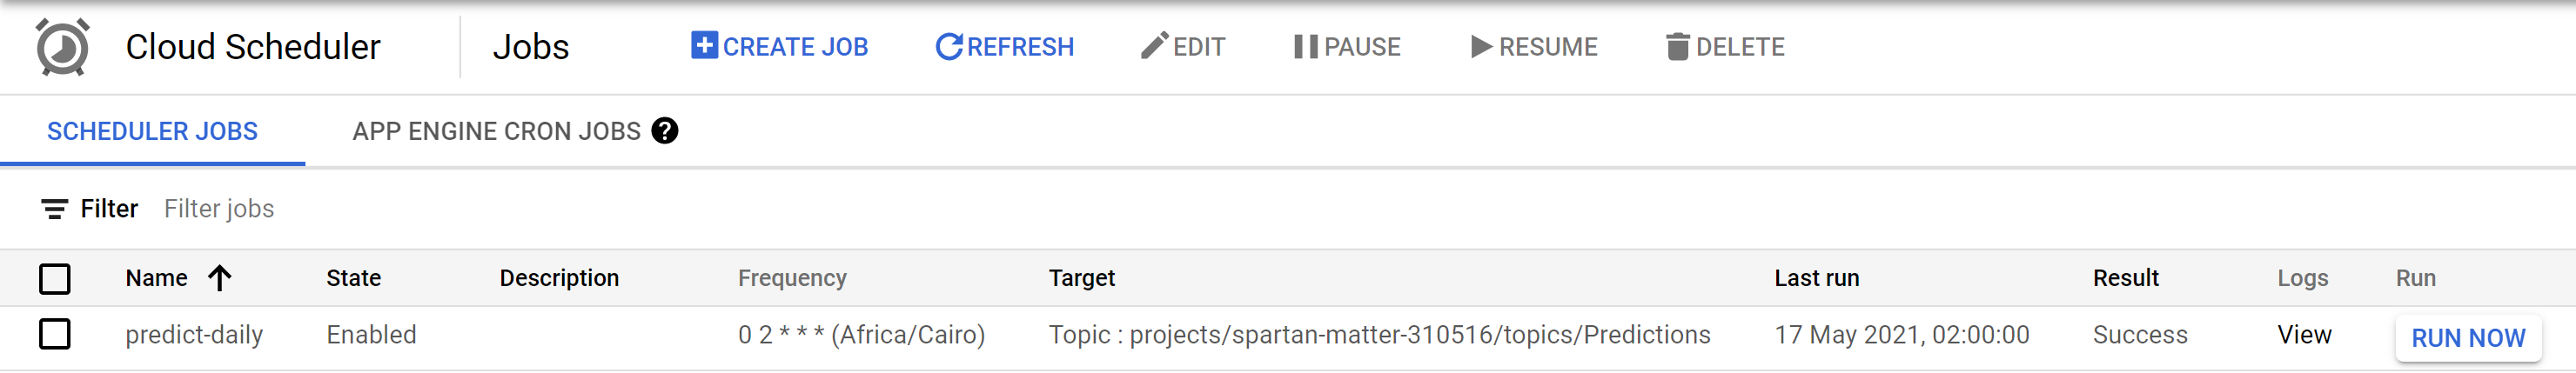 Cloud Scheduler Jobs CREATE JOB REFRESH EDIT PAUSE RESUME DELETE
SCHEDULER JOBS APP ENGINE CRON JOBS ?
Filter Filter jobs
Name State Description Frequency Target Last run Result Logs Run
predict-daily Enabled 0 2 * * * (Africa/Cairo) Topic : projects/spartan-matter-310516/topics/Predictions 17 May 2021, 02:00:00 Success View RUN NOW